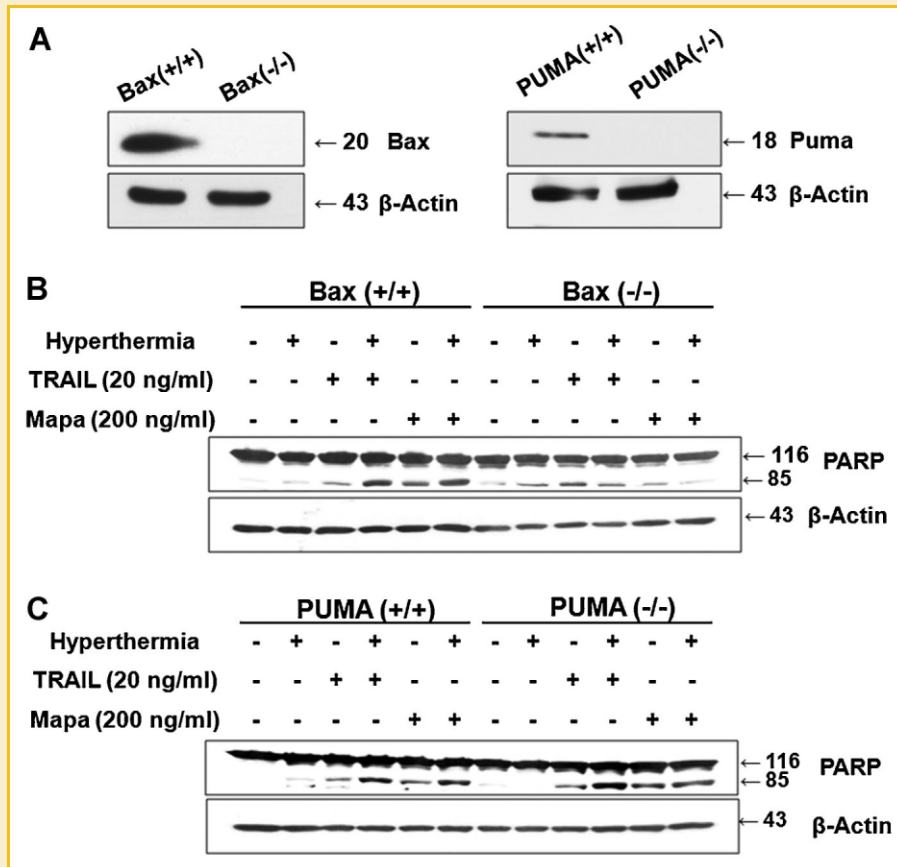 A
Bax(+/+) Bax(-/-)
← 20 Bax
← 43 β-Actin
PUMA(+/+) PUMA(-/-)
← 18 Puma
← 43 β-Actin
B
Bax (+/+) Bax (-/-)
Hyperthermia - + - + - + - + - + - +
TRAIL (20 ng/ml) - - + + - - - - + + - -
Mapa (200 ng/ml) - - - - + + - - - - + +
← 116 PARP
← 85
← 43 β-Actin
C
PUMA (+/+) PUMA (-/-)
Hyperthermia - + - + - + - + - + - +
TRAIL (20 ng/ml) - - + + - - - - + + - -
Mapa (200 ng/ml) - - - - + + - - - - + +
← 116 PARP
← 85
← 43 β-Actin